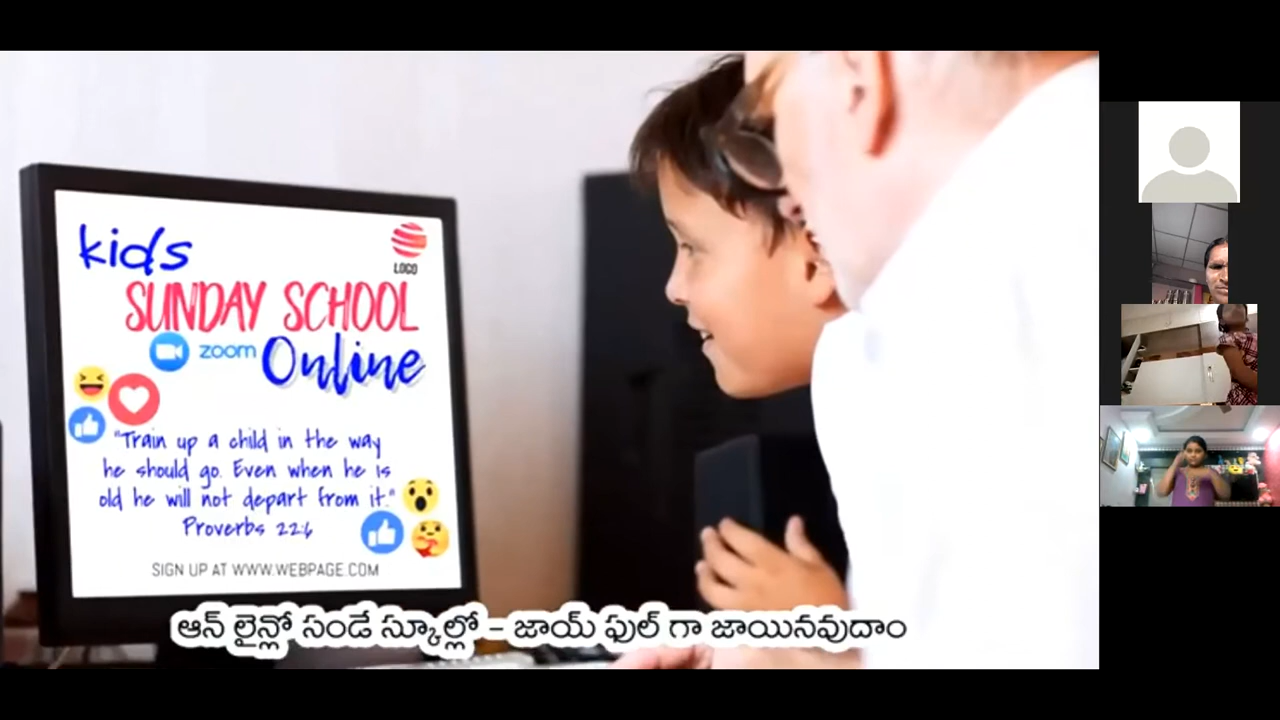 kids
LOGO
SUNDAY SCHOOL
zoom Online
"Train up a child in the way
he should go. Even when he is
old he will not depart from it."
Proverbs 22:6
SIGN UP AT WWW.WEBPAGE.COM
ఆన్ లైన్లో సండే స్కూల్లో – జాయ్ ఫుల్ గా జాయినవుదాం